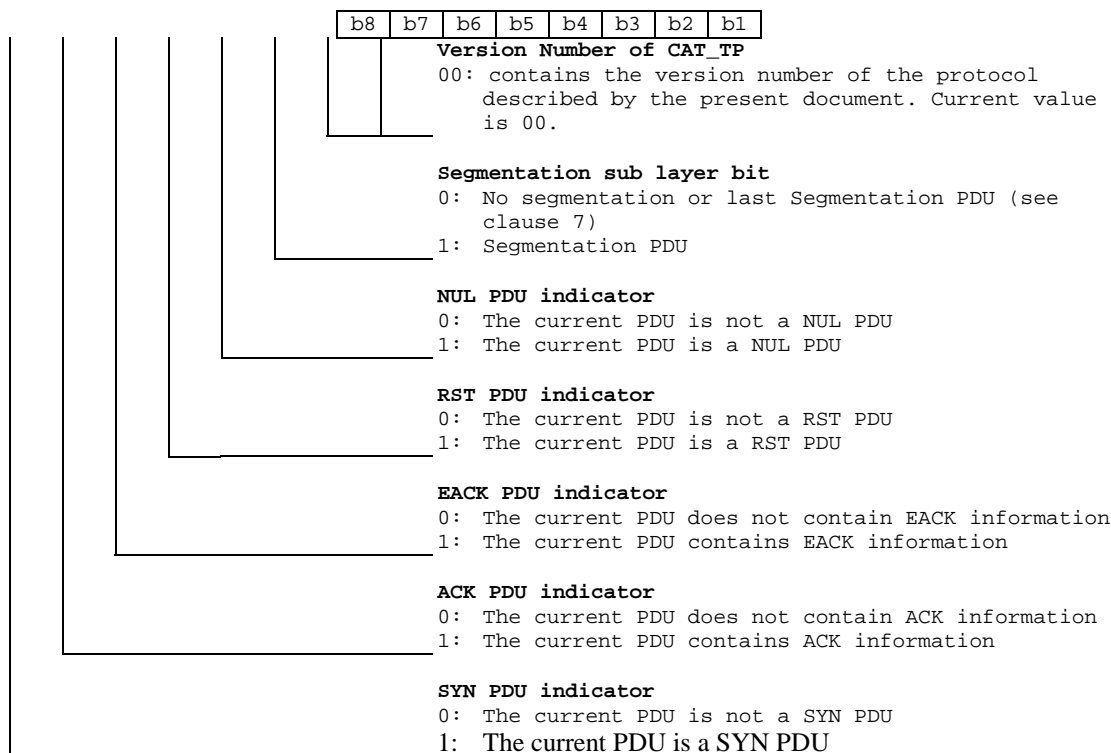 b8 b7 b6 b5 b4 b3 b2 b1
Version Number of CAT_TP
00: contains the version number of the protocol
described by the present document. Current value
is 00.
Segmentation sub layer bit
0: No segmentation or last Segmentation PDU (see
clause 7)
1: Segmentation PDU
NUL PDU indicator
0: The current PDU is not a NUL PDU
1: The current PDU is a NUL PDU
RST PDU indicator
0: The current PDU is not a RST PDU
1: The current PDU is a RST PDU
EACK PDU indicator
0: The current PDU does not contain EACK information
1: The current PDU contains EACK information
ACK PDU indicator
0: The current PDU does not contain ACK information
1: The current PDU contains ACK information
SYN PDU indicator
0: The current PDU is not a SYN PDU
1: The current PDU is a SYN PDU